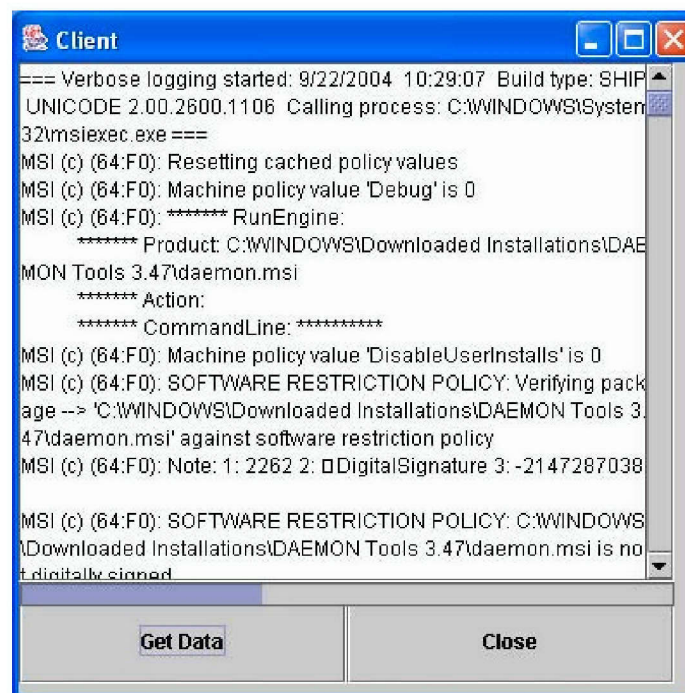 Client
=== Verbose logging started: 9/22/2004  10:29:07  Build type: SHIP
UNICODE 2.00.2600.1106  Calling process: C:\WINDOWS\System
32\msiexec.exe ===
MSI (c) (64:F0): Resetting cached policy values
MSI (c) (64:F0): Machine policy value 'Debug' is 0
MSI (c) (64:F0): ******* RunEngine:
******* Product: C:\WINDOWS\Downloaded Installations\DAE
MON Tools 3.47\daemon.msi
******* Action:
******* CommandLine: **********
MSI (c) (64:F0): Machine policy value 'DisableUserInstalls' is 0
MSI (c) (64:F0): SOFTWARE RESTRICTION POLICY: Verifying pack
age --> 'C:\WINDOWS\Downloaded Installations\DAEMON Tools 3.
47\daemon.msi' against software restriction policy
MSI (c) (64:F0): Note: 1: 2262 2: □DigitalSignature 3: -2147287038
MSI (c) (64:F0): SOFTWARE RESTRICTION POLICY: C:\WINDOWS
\Downloaded Installations\DAEMON Tools 3.47\daemon.msi is no
t digitally signed
Get Data
Close